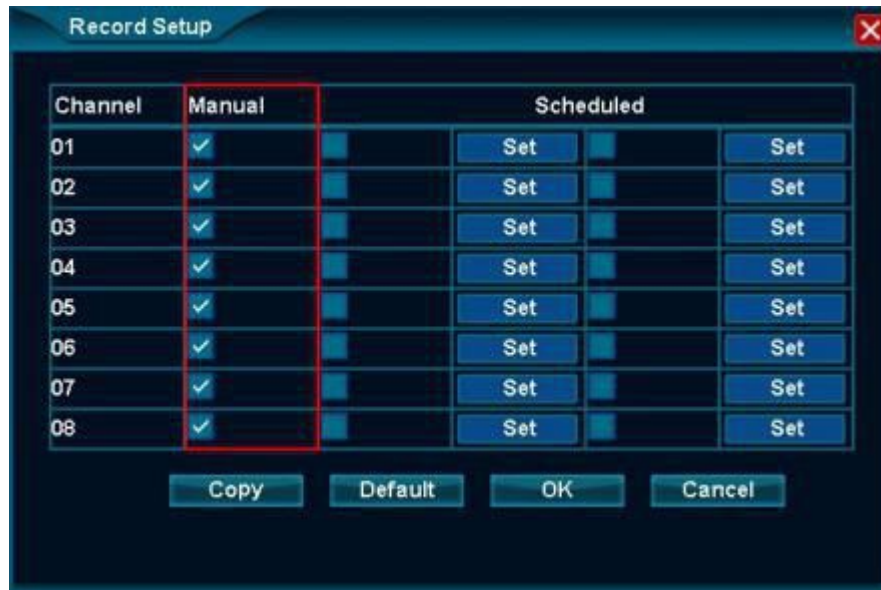 Record Setup
Channel Manual Scheduled
01 Set Set
02 Set Set
03 Set Set
04 Set Set
05 Set Set
06 Set Set
07 Set Set
08 Set Set
Copy Default OK Cancel